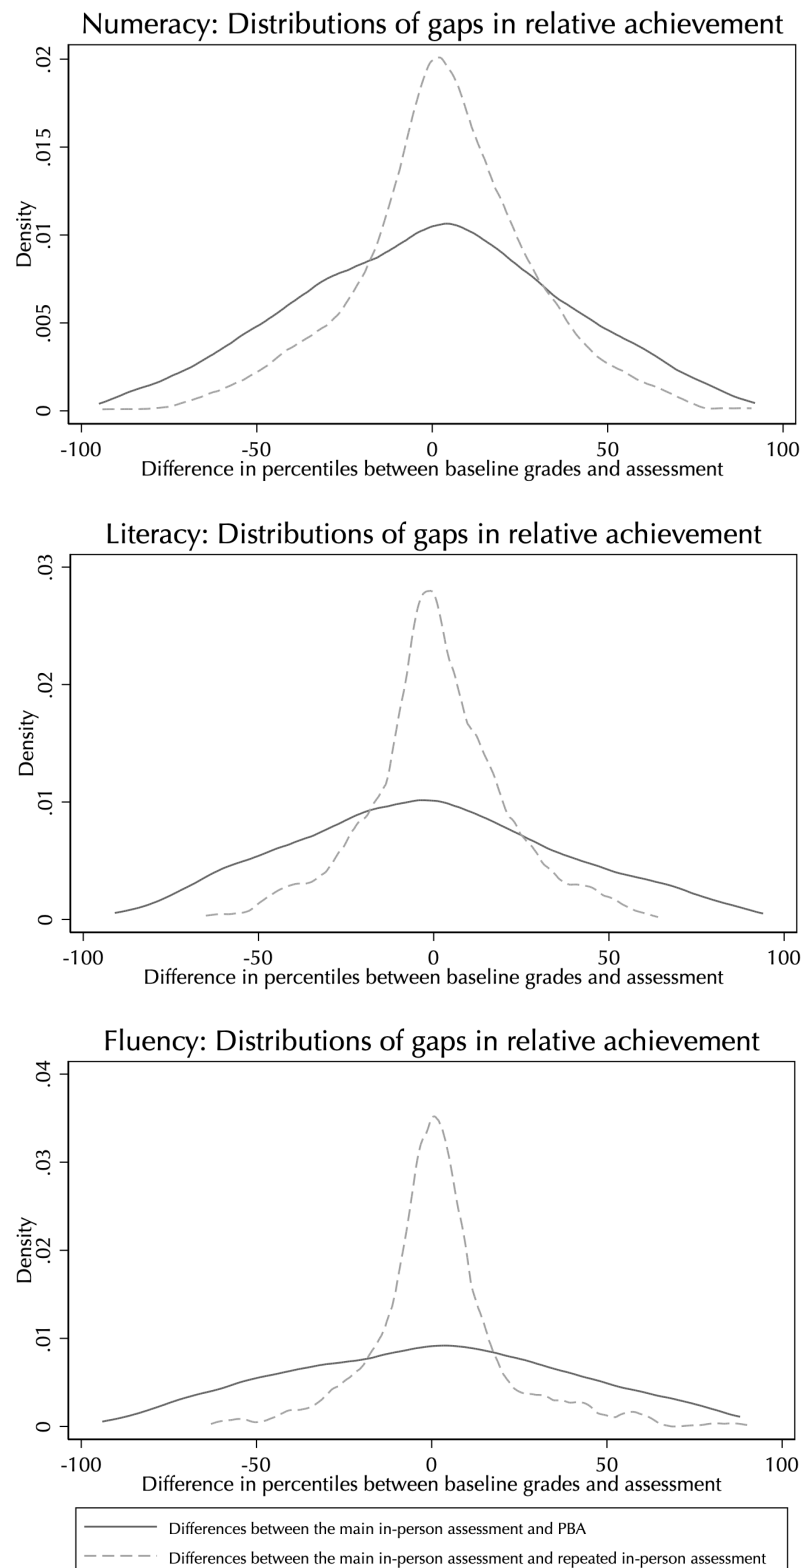 Numeracy: Distributions of gaps in relative achievement
Density
.02
.015
.01
.005
0
-100 -50 0 50 100
Difference in percentiles between baseline grades and assessment
Literacy: Distributions of gaps in relative achievement
Density
.03
.02
.01
0
-100 -50 0 50 100
Difference in percentiles between baseline grades and assessment
Fluency: Distributions of gaps in relative achievement
Density
.04
.03
.02
.01
0
-100 -50 0 50 100
Difference in percentiles between baseline grades and assessment
Differences between the main in-person assessment and PBA
Differences between the main in-person assessment and repeated in-person assessment